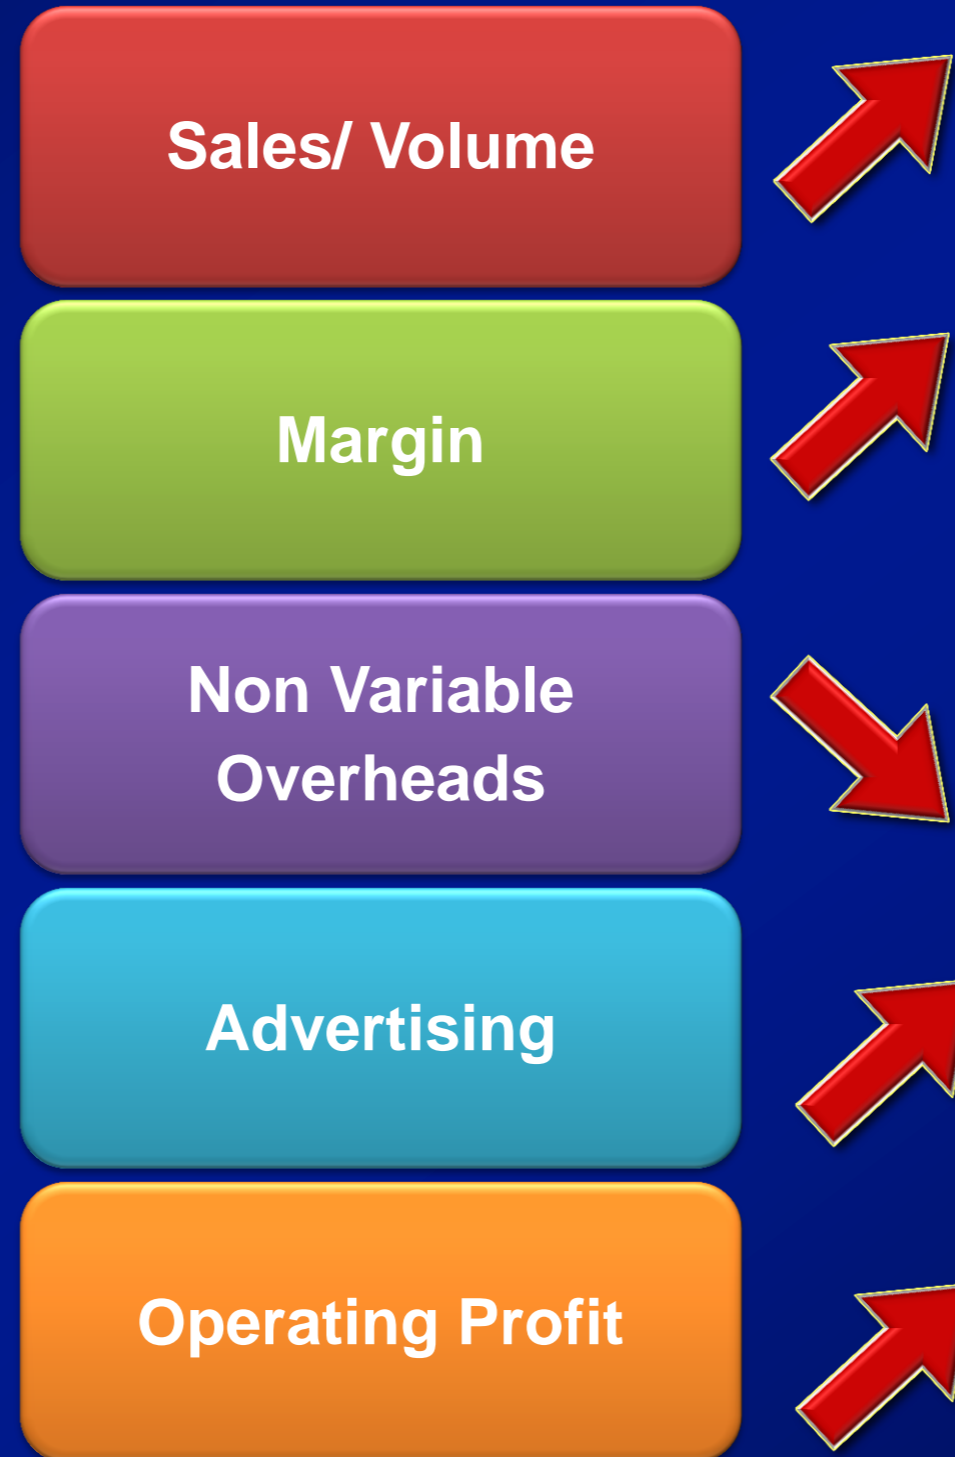 Sales/ Volume
Margin
Non Variable
Overheads
Advertising
Operating Profit